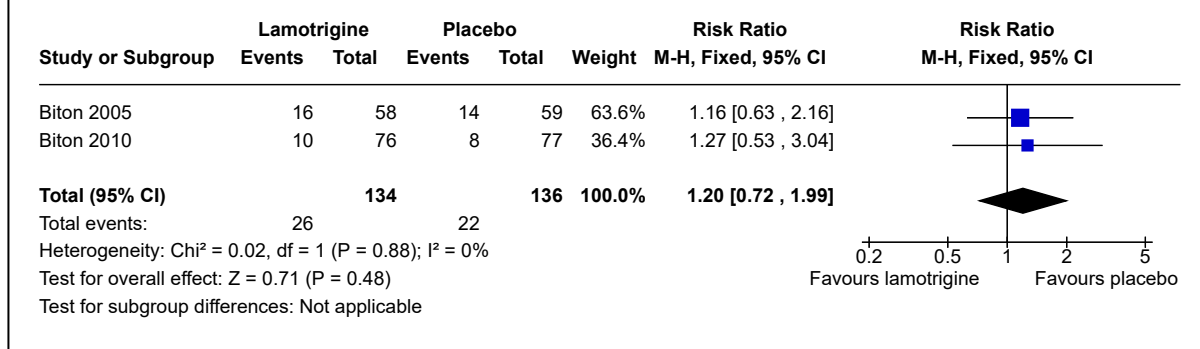 Lamotrigine Placebo Risk Ratio Risk Ratio
Study or Subgroup Events Total Events Total Weight M-H, Fixed, 95% CI M-H, Fixed, 95% CI
Biton 2005 16 58 14 59 63.6% 1.16 [0.63 , 2.16]
Biton 2010 10 76 8 77 36.4% 1.27 [0.53 , 3.04]
Total (95% CI) 134 136 100.0% 1.20 [0.72 , 1.99]
Total events: 26 22
Heterogeneity: Chi² = 0.02, df = 1 (P = 0.88); I² = 0%
0.2 0.5 1 2 5
Test for overall effect: Z = 0.71 (P = 0.48)
Favours lamotrigine Favours placebo
Test for subgroup differences: Not applicable